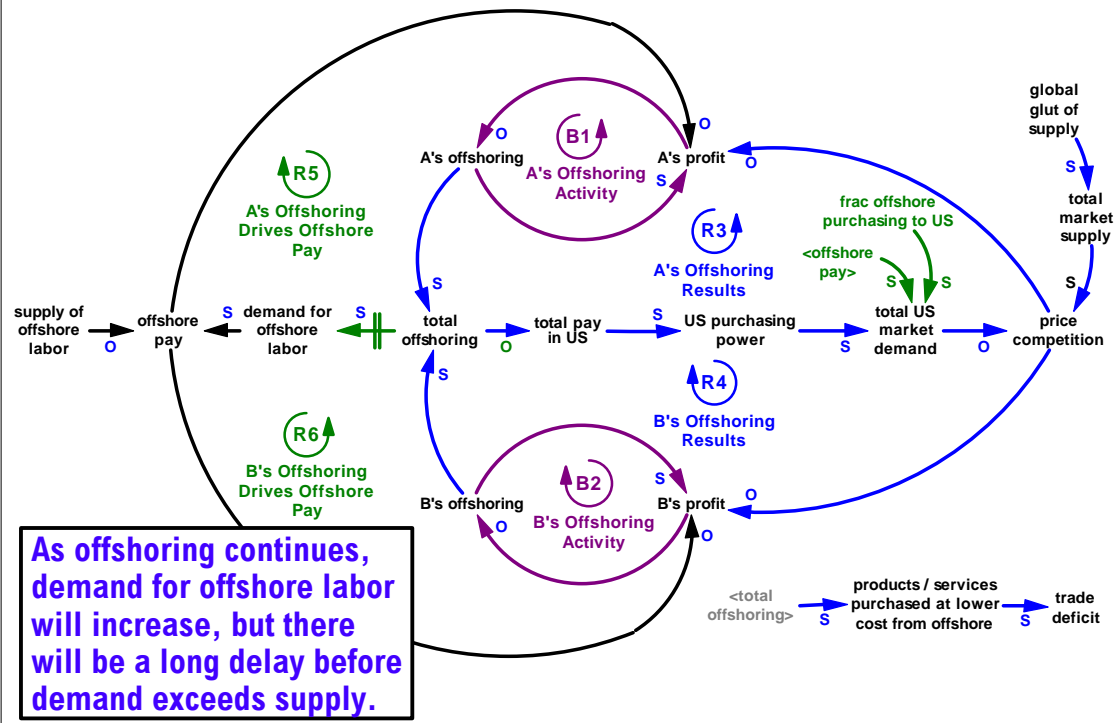 global
glut of
supply
S
O
B1
A's offshoring
A's profit
O
O
S
A's Offshoring
Activity
R5
A's Offshoring
Drives Offshore
Pay
frac offshore
purchasing to US
total
market
supply
R3
A's Offshoring
Results
<offshore
pay>
S
S
S
S
supply of
offshore
labor
O
offshore
pay
S
demand for
offshore
labor
S
total
offshoring
O
total pay
in US
S
US purchasing
power
S
total US
market
demand
O
price
competition
S
R4
B's Offshoring
Results
R6
B's Offshoring
Drives Offshore
Pay
B2
S
O
B's offshoring
B's profit
O
O
B's Offshoring
Activity
As offshoring continues,
demand for offshore labor
will increase, but there
will be a long delay before
demand exceeds supply.
<total
offshoring>
S
products / services
purchased at lower
cost from offshore
S
trade
deficit